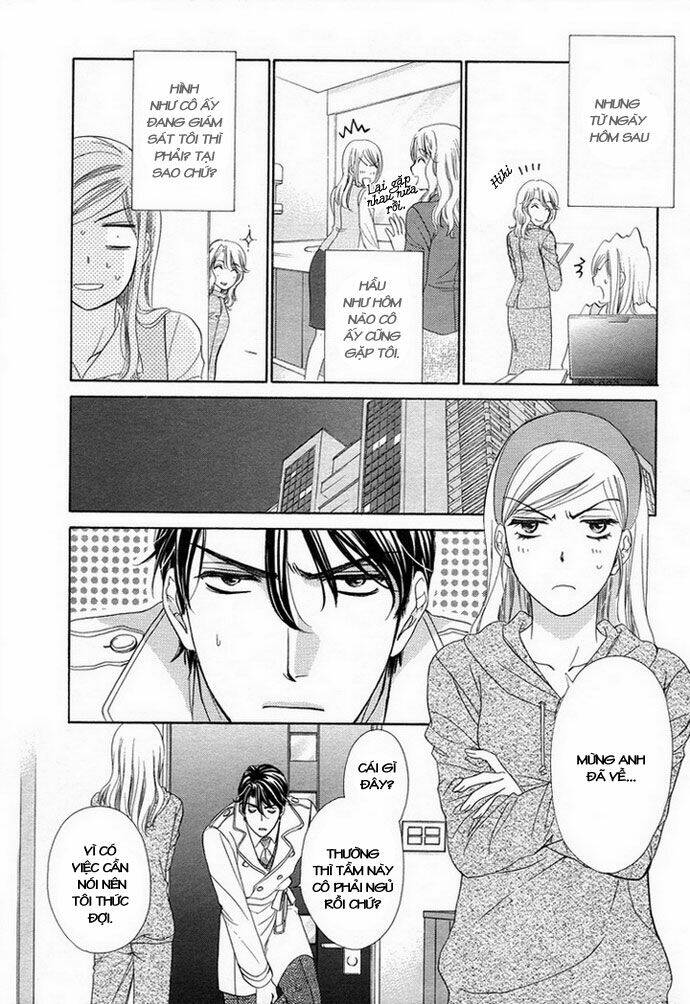 NHƯNG
TỪ NGÀY
HÔM SAU
Hihi
Lại gặp
nhau nữa
rồi.
HẦU
NHƯ HÔM
NÀO CÔ
ẤY CŨNG
GẶP TÔI.
HÌNH
NHƯ CÔ ẤY
ĐANG GIÁM
SÁT TÔI THÌ
PHẢI? TẠI
SAO CHỨ?
MỪNG ANH
ĐÃ VỀ...
CÁI GÌ
ĐÂY?
THƯỜNG
THÌ TẦM NÀY
CÔ PHẢI NGỦ
RỒI CHỨ?
VÌ CÓ
VIỆC CẦN
NÓI NÊN
TÔI THỨC
ĐỢI.